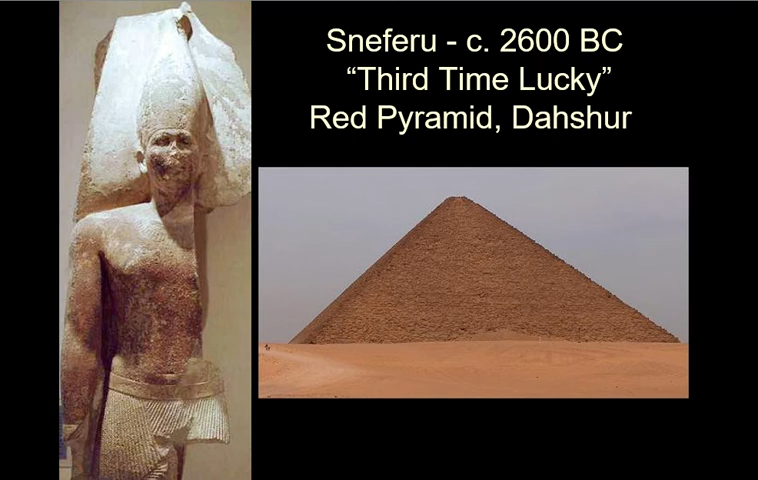 Sneferu - c. 2600 BC
“Third Time Lucky”
Red Pyramid, Dahshur